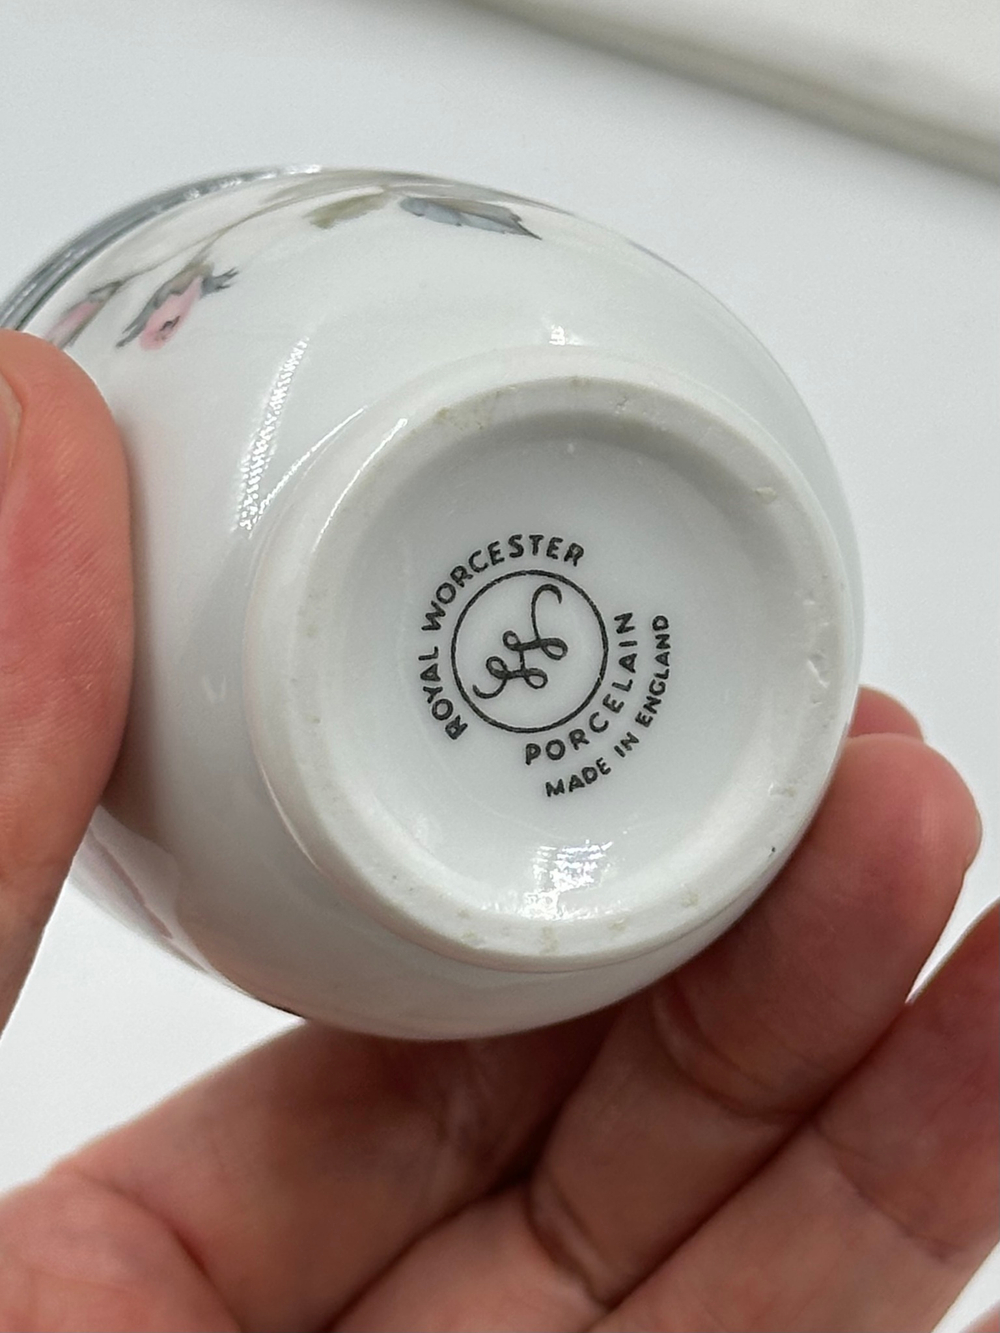 ROYAL WORCESTER
PORCELAIN
MADE IN ENGLAND